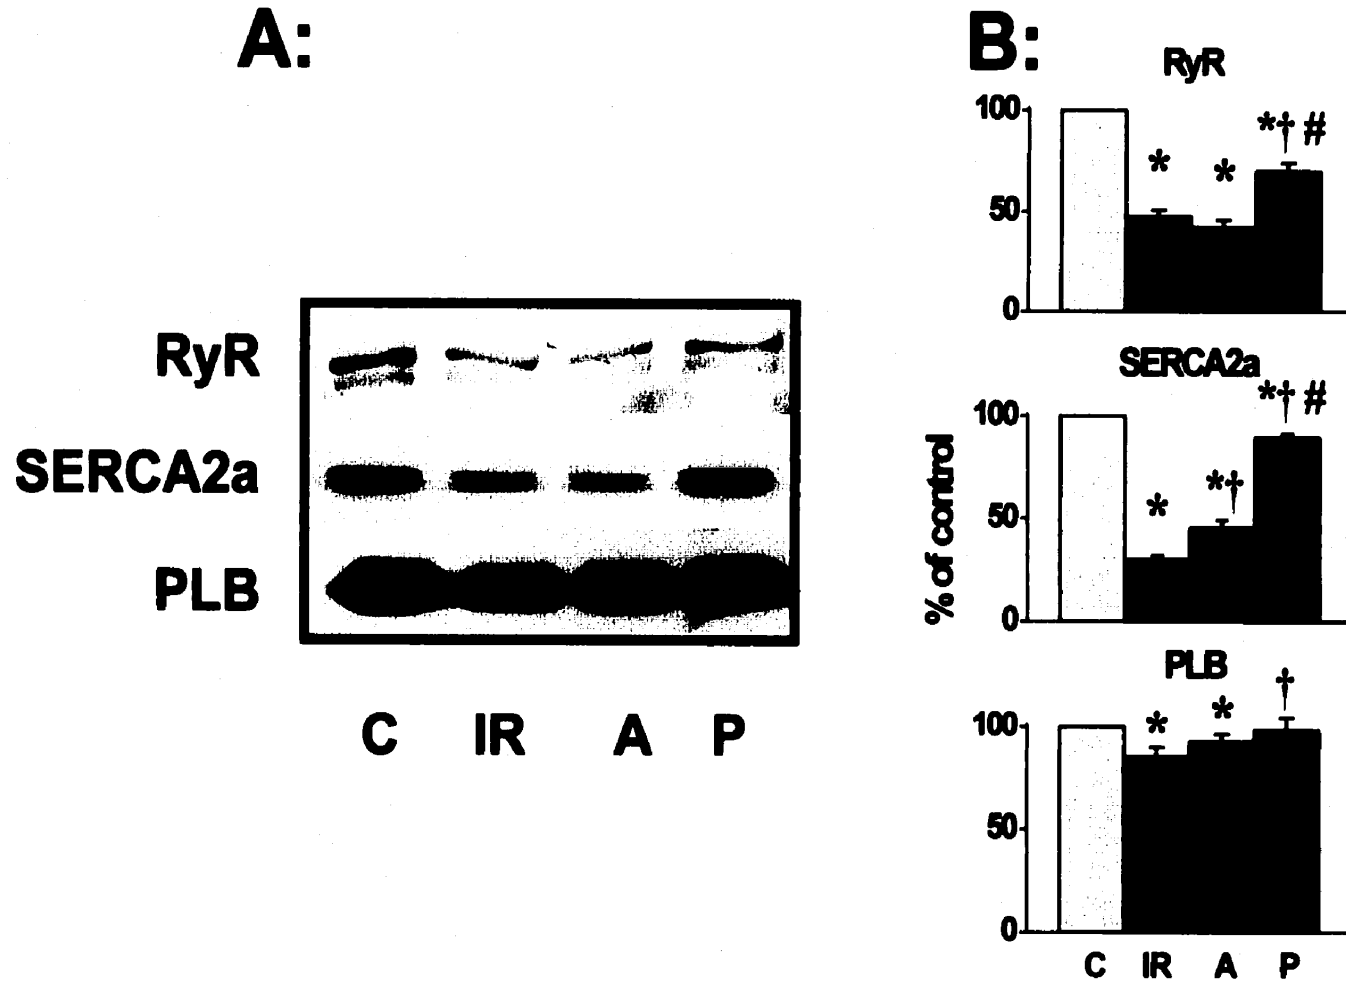 A:
RyR
SERCA2a
PLB
C IR A P
B:
RyR
100
50
0
* * *† #
SERCA2a
100
50
0
* *† *† #
% of control
PLB
100
50
0
* * †
C IR A P